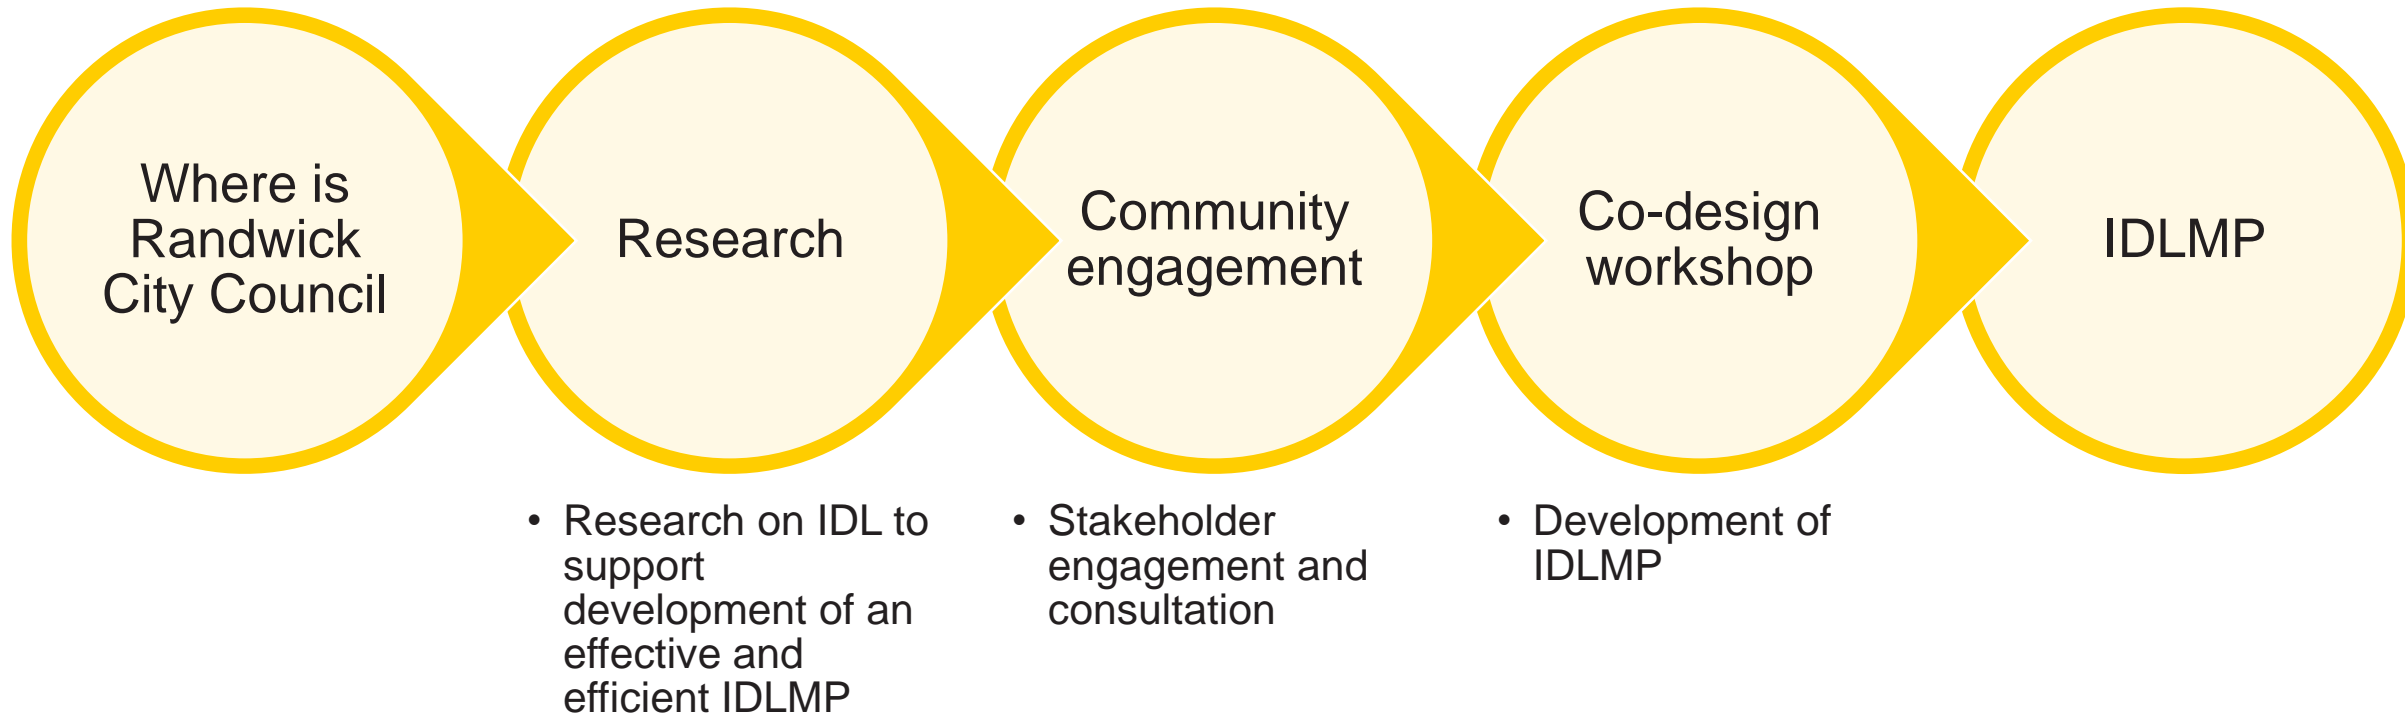 Where is
Randwick
City Council
Research
Community
engagement
Co-design
workshop
IDLMP
• Research on IDL to
support
development of an
effective and
efficient IDLMP
• Stakeholder
engagement and
consultation
• Development of
IDLMP